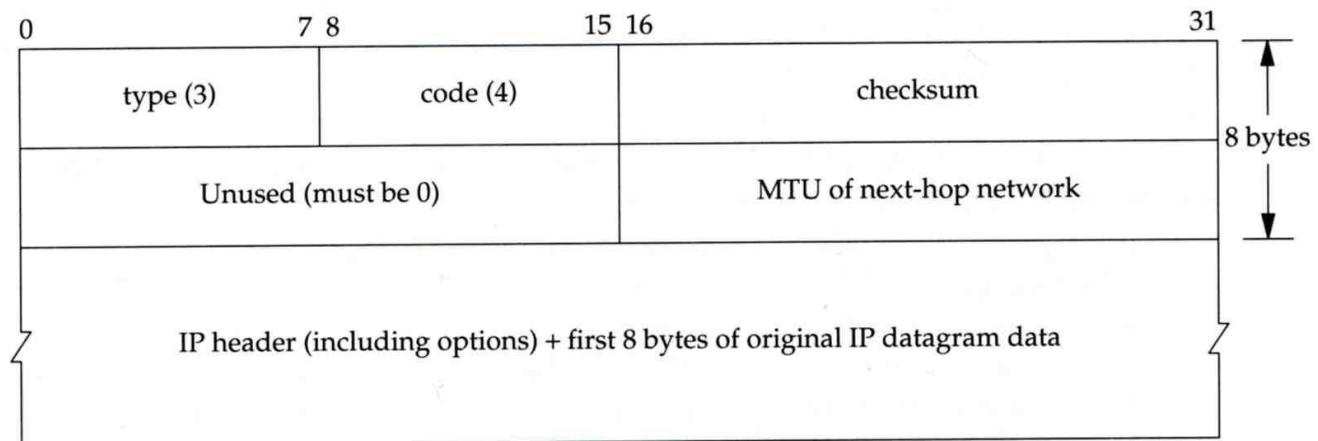 0 7 8 15 16 31
type (3) code (4) checksum
8 bytes
Unused (must be 0) MTU of next-hop network
IP header (including options) + first 8 bytes of original IP datagram data